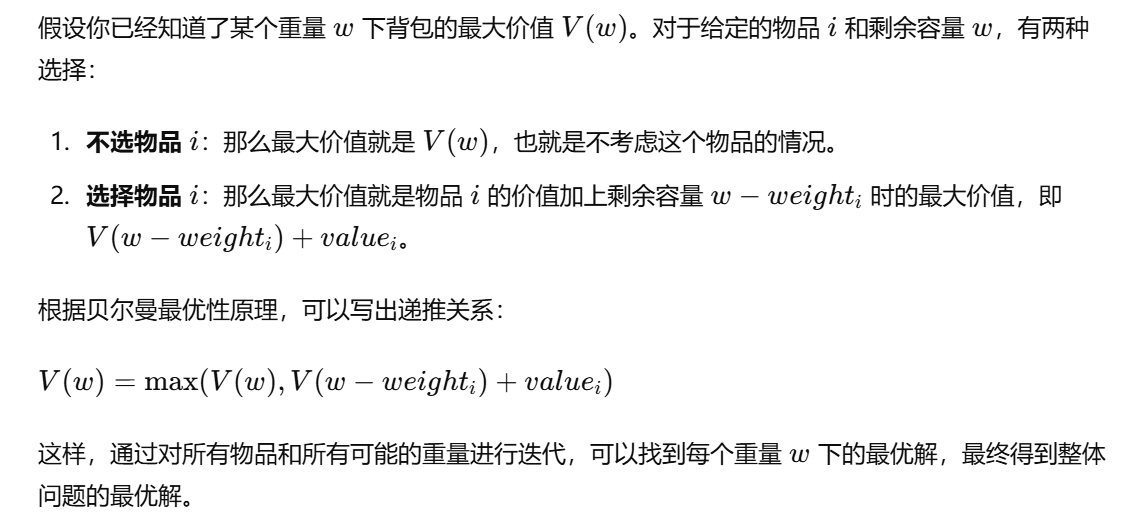 假设你已经知道了某个重量 w 下背包的最大价值 V(w)。对于给定的物品 i 和剩余容量 w，有两种
选择：
1. 不选物品 i：那么最大价值就是 V(w)，也就是不考虑这个物品的情况。
2. 选择物品 i：那么最大价值就是物品 i 的价值加上剩余容量 w − weightᵢ 时的最大价值，即
V(w − weightᵢ) + valueᵢ。
根据贝尔曼最优性原理，可以写出递推关系：
V(w) = max(V(w), V(w − weightᵢ) + valueᵢ)
这样，通过对所有物品和所有可能的重量进行迭代，可以找到每个重量 w 下的最优解，最终得到整体
问题的最优解。